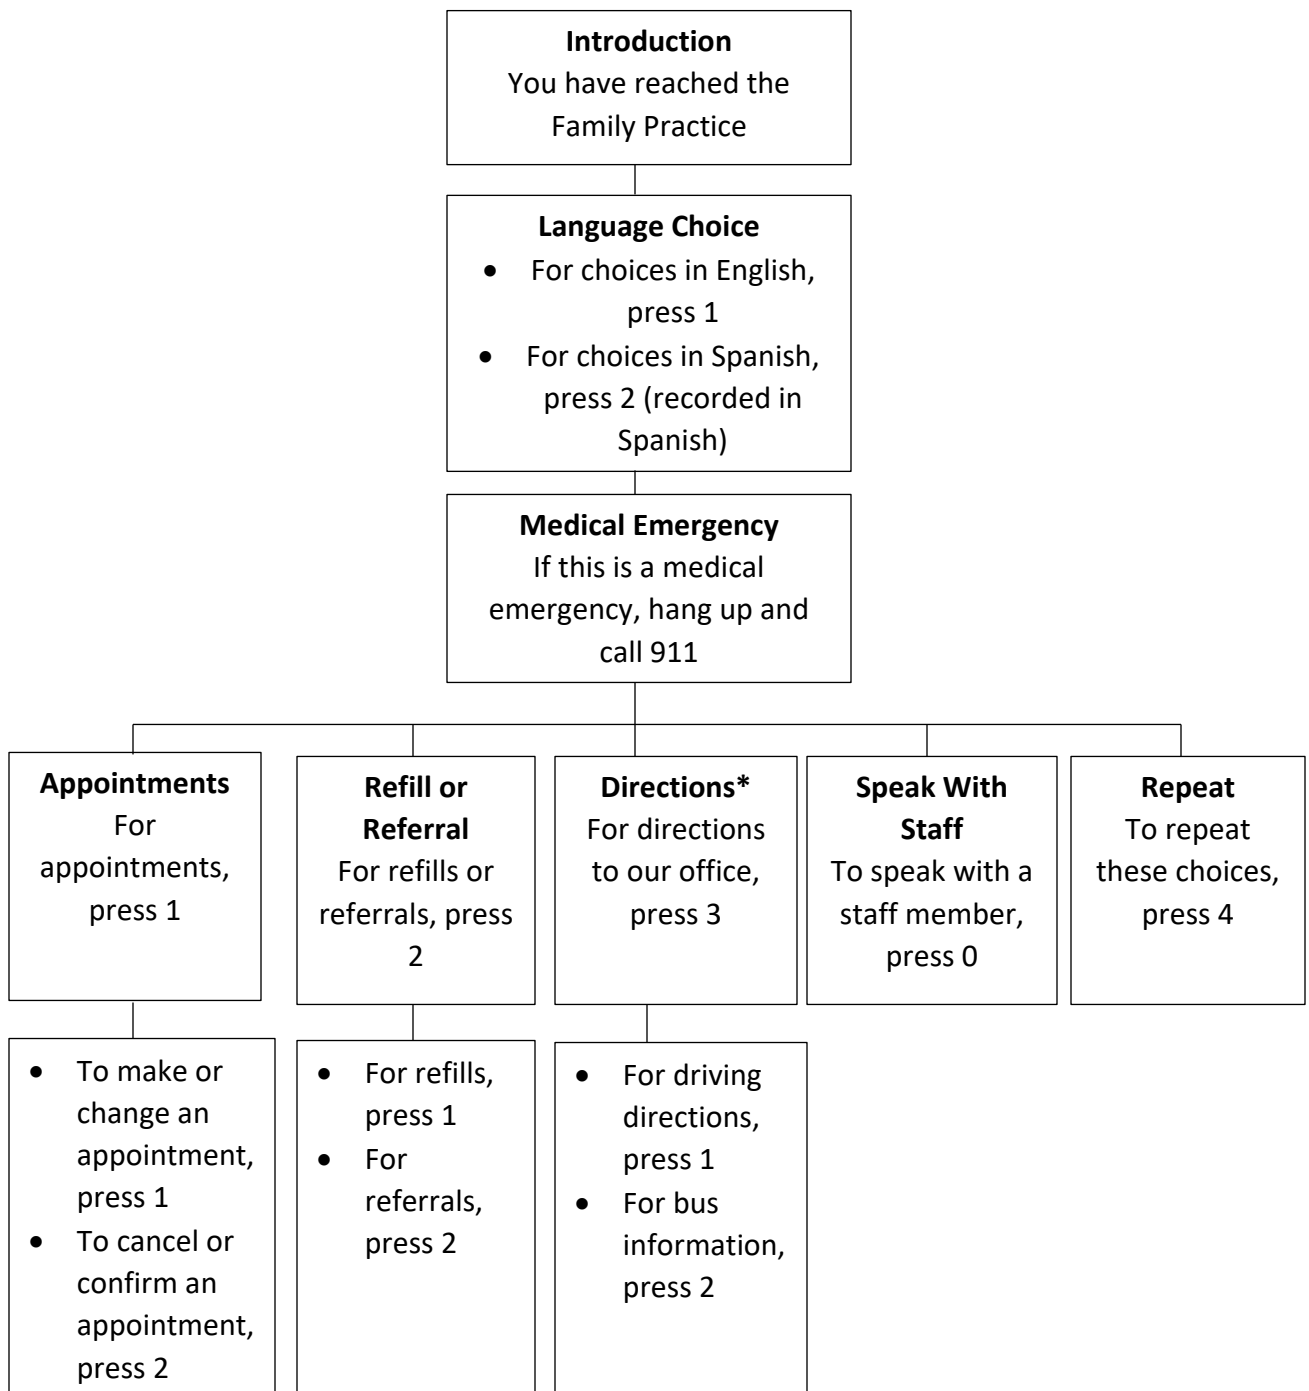 Introduction
You have reached the
Family Practice
Language Choice
• For choices in English,
press 1
• For choices in Spanish,
press 2 (recorded in
Spanish)
Medical Emergency
If this is a medical
emergency, hang up and
call 911
Appointments
For
appointments,
press 1
Refill or
Referral
For refills or
referrals, press
2
Directions*
For directions
to our office,
press 3
Speak With
Staff
To speak with a
staff member,
press 0
Repeat
To repeat
these choices,
press 4
• To make or
change an
appointment,
press 1
• To cancel or
confirm an
appointment,
press 2
• For refills,
press 1
• For
referrals,
press 2
• For driving
directions,
press 1
• For bus
information,
press 2